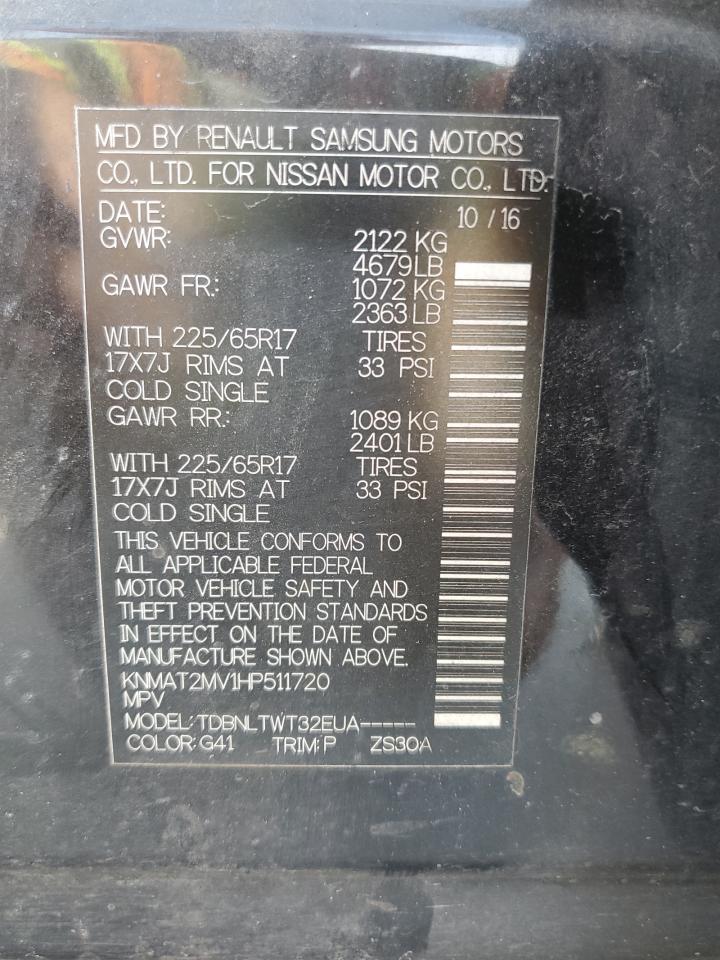 MFD BY RENAULT SAMSUNG MOTORS
CO., LTD. FOR NISSAN MOTOR CO., LTD.
DATE: 10 / 16
GVWR: 2122 KG
4679 LB
GAWR FR.: 1072 KG
2363 LB
WITH 225/65R17 TIRES
17X7J RIMS AT 33 PSI
COLD SINGLE
GAWR RR.: 1089 KG
2401 LB
WITH 225/65R17 TIRES
17X7J RIMS AT 33 PSI
COLD SINGLE
THIS VEHICLE CONFORMS TO
ALL APPLICABLE FEDERAL
MOTOR VEHICLE SAFETY AND
THEFT PREVENTION STANDARDS
IN EFFECT ON THE DATE OF
MANUFACTURE SHOWN ABOVE.
KNMAT2MV1HP511720
MPV
MODEL: TDBNLTWT32EUA-----
COLOR: G41 TRIM: P ZS30A